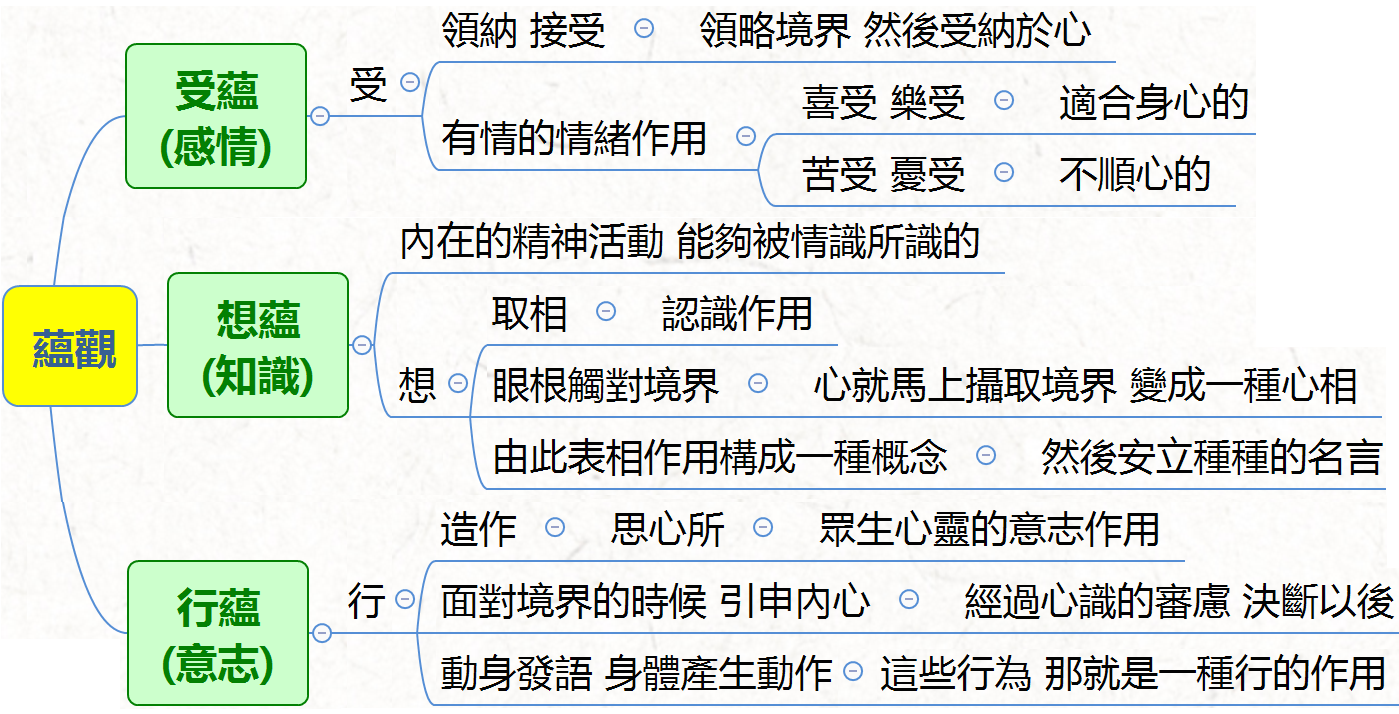 蘊觀
受蘊
(感情)
受
領納 接受
領略境界 然後受納於心
有情的情緒作用
喜受 樂受
適合身心的
苦受 憂受
不順心的
想蘊
(知識)
內在的精神活動 能夠被情識所識的
想
取相
認識作用
眼根觸對境界
心就馬上攝取境界 變成一種心相
由此表相作用構成一種概念
然後安立種種的名言
行蘊
(意志)
行
造作
思心所
眾生心靈的意志作用
面對境界的時候 引申內心
經過心識的審慮 決斷以後
動身發語 身體產生動作
這些行為 那就是一種行的作用